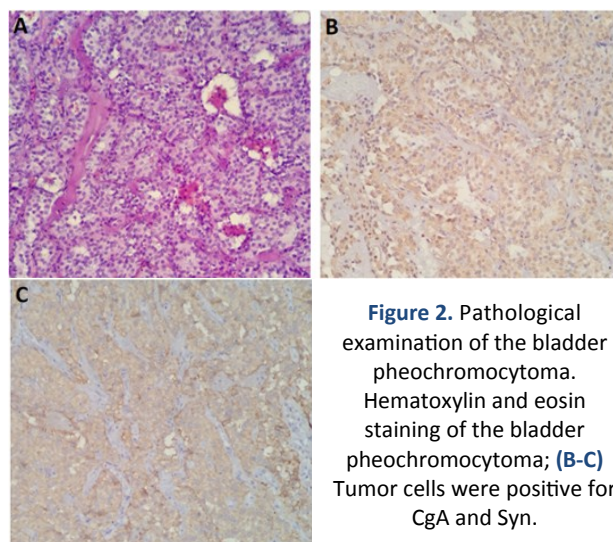 A
B
C
Figure 2. Pathological
examination of the bladder
pheochromocytoma.
Hematoxylin and eosin
staining of the bladder
pheochromocytoma; (B-C)
Tumor cells were positive for
CgA and Syn.